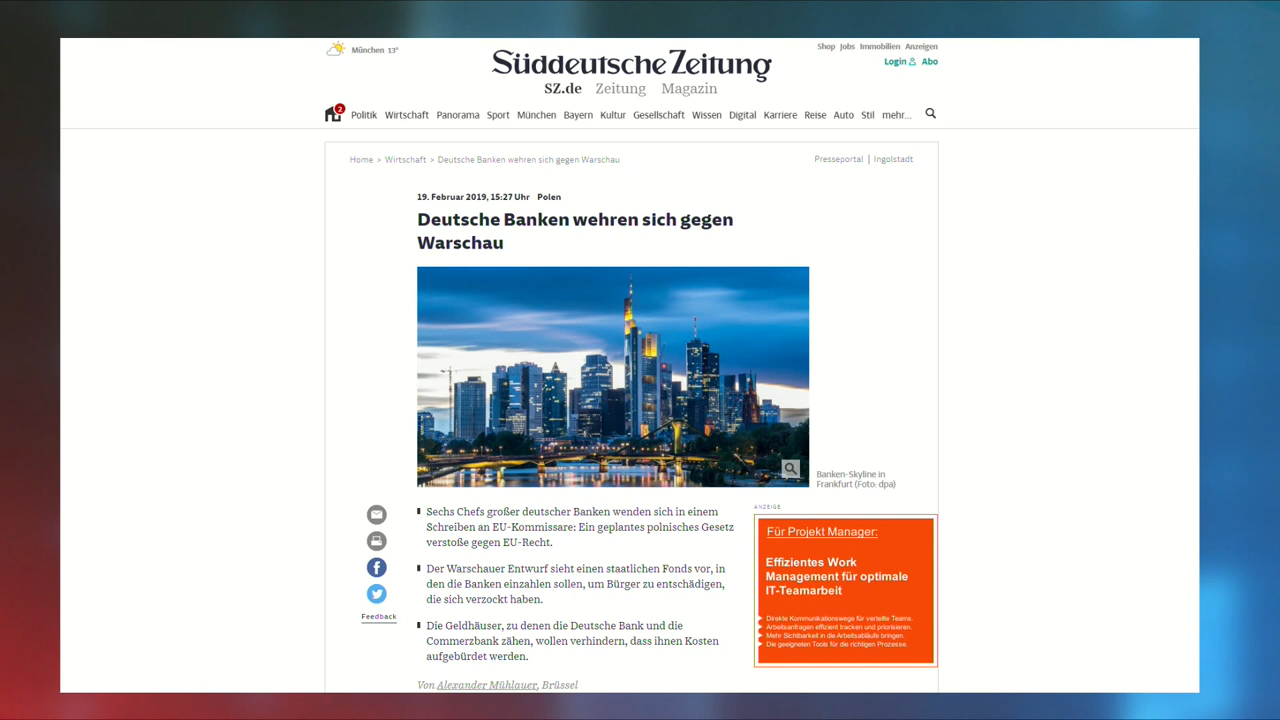 München 13°
Shop Jobs Immobilien Anzeigen
Süddeutsche Zeitung
Login Abo
SZ.de Zeitung Magazin
2
Politik Wirtschaft Panorama Sport München Bayern Kultur Gesellschaft Wissen Digital Karriere Reise Auto Stil mehr...
Home > Wirtschaft > Deutsche Banken wehren sich gegen Warschau
Presseportal | Ingolstadt
19. Februar 2019, 15:27 Uhr Polen
Deutsche Banken wehren sich gegen
Warschau
Banken-Skyline in
Frankfurt (Foto: dpa)
Sechs Chefs großer deutscher Banken wenden sich in einem
Schreiben an EU-Kommissare: Ein geplantes polnisches Gesetz
verstoße gegen EU-Recht.
Der Warschauer Entwurf sieht einen staatlichen Fonds vor, in
den die Banken einzahlen sollen, um Bürger zu entschädigen,
die sich verzockt haben.
Die Geldhäuser, zu denen die Deutsche Bank und die
Commerzbank zählen, wollen verhindern, dass ihnen Kosten
aufgebürdet werden.
Von Alexander Mühlauer, Brüssel
Feedback
ANZEIGE
Für Projekt Manager:
Effizientes Work
Management für optimale
IT-Teamarbeit
Direkte Kommunikationswege für verteilte Teams.
Arbeitsanfragen effizient tracken und priorisieren.
Mehr Sichtbarkeit in die Arbeitsabläufe bringen.
Die geeigneten Tools für die richtigen Prozesse.